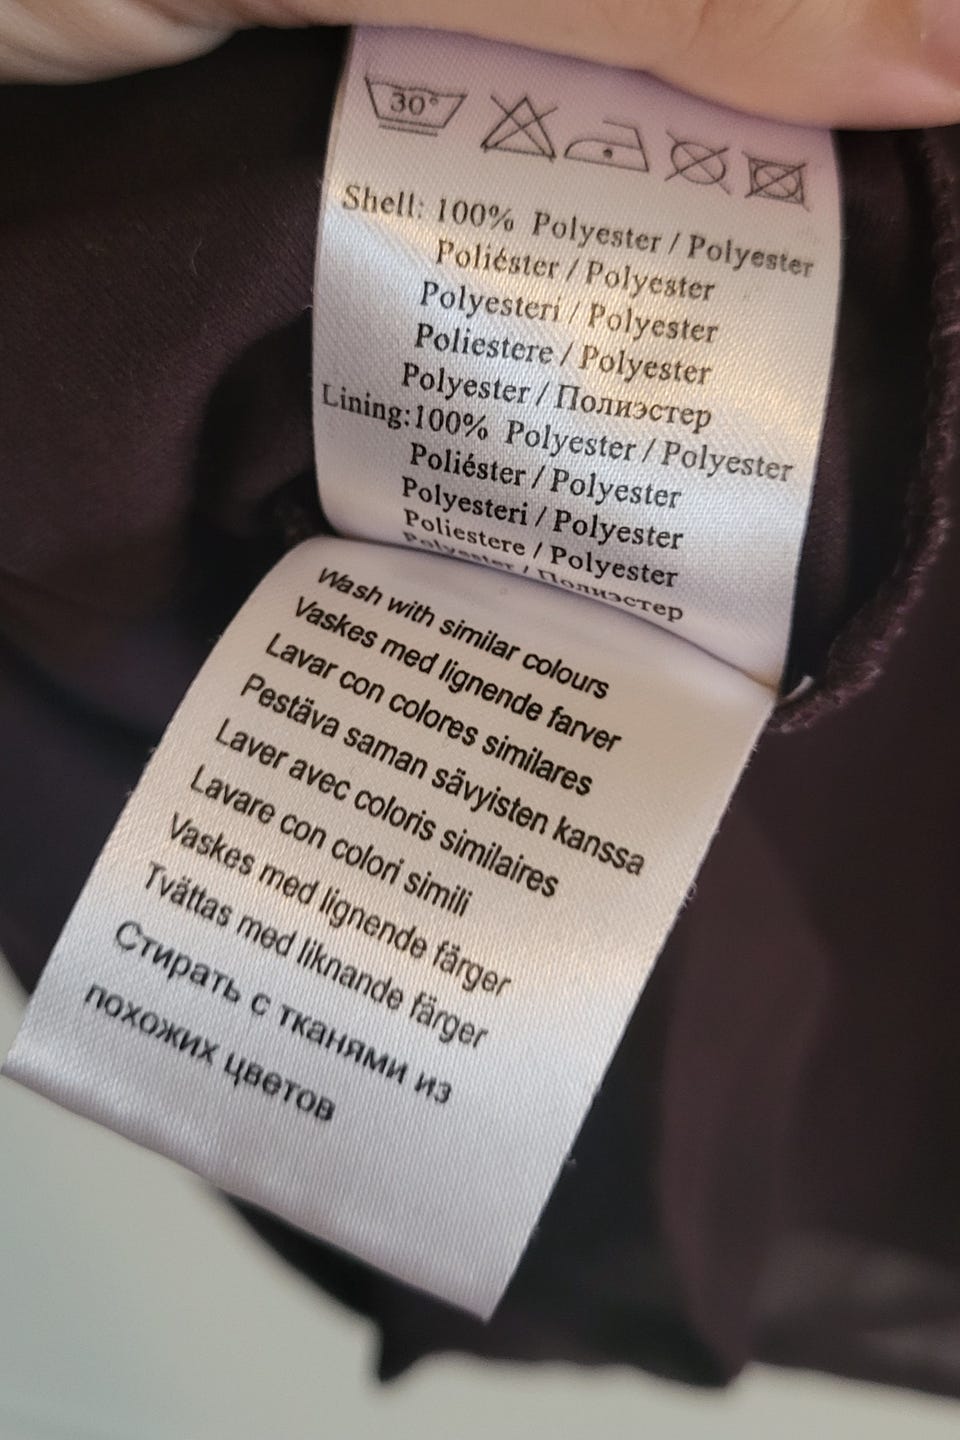 30°
Shell: 100% Polyester / Polyester
Poliéster / Polyester
Polyesteri / Polyester
Poliestere / Polyester
Polyester / Полиэстер
Lining:100% Polyester / Polyester
Poliéster / Polyester
Polyesteri / Polyester
Poliestere / Polyester
Polyester / Полиэстер
Wash with similar colours
Vaskes med lignende farver
Lavar con colores similares
Pestäva saman sävyisten kanssa
Laver avec coloris similaires
Lavare con colori simili
Vaskes med lignende färger
Tvättas med liknande färger
Стирать с тканями из
похожих цветов